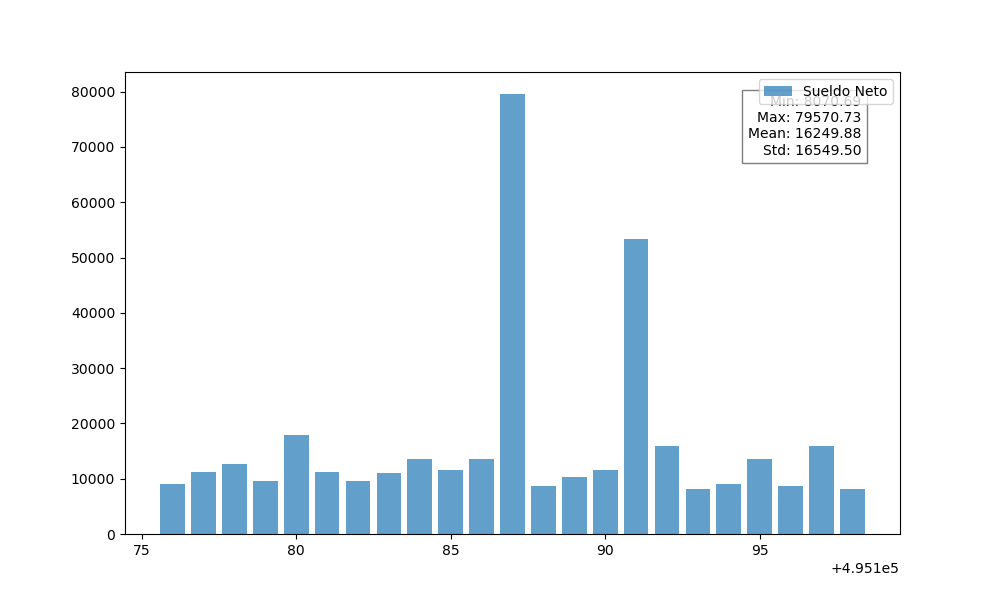 Sueldo Neto
Min: 8070.69
Max: 79570.73
Mean: 16249.88
Std: 16549.50
80000
70000
60000
50000
40000
30000
20000
10000
0
75 80 85 90 95
+4.951e5